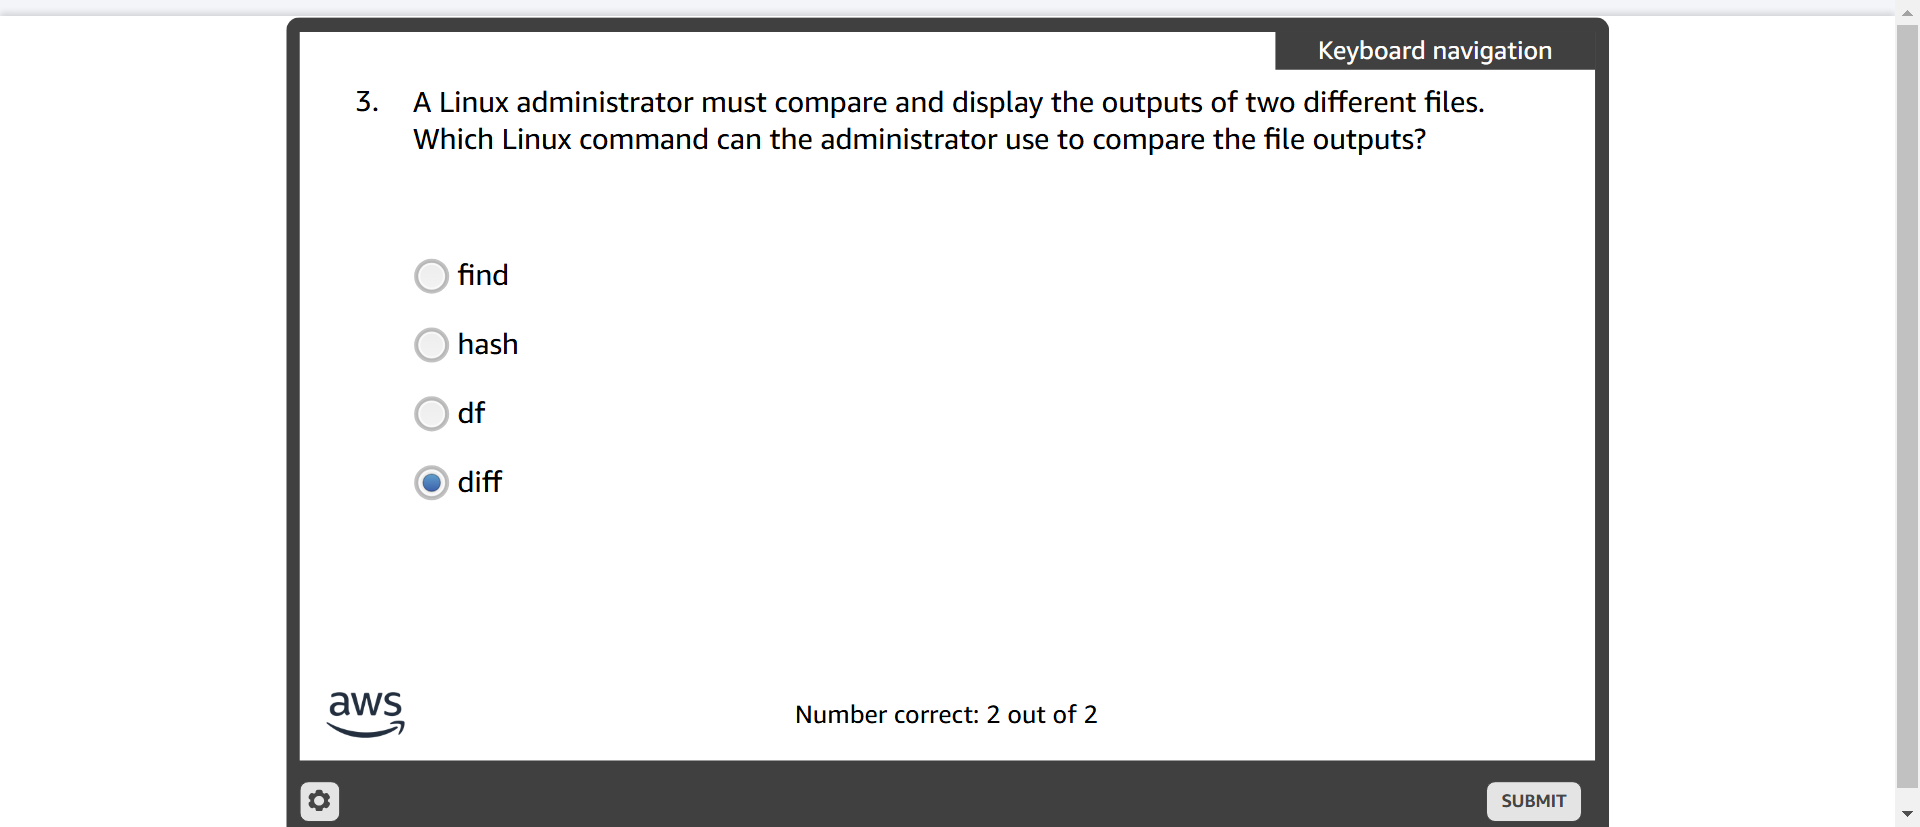 Keyboard navigation
3. A Linux administrator must compare and display the outputs of two different files.
Which Linux command can the administrator use to compare the file outputs?
find
hash
df
diff
aws
Number correct: 2 out of 2
SUBMIT